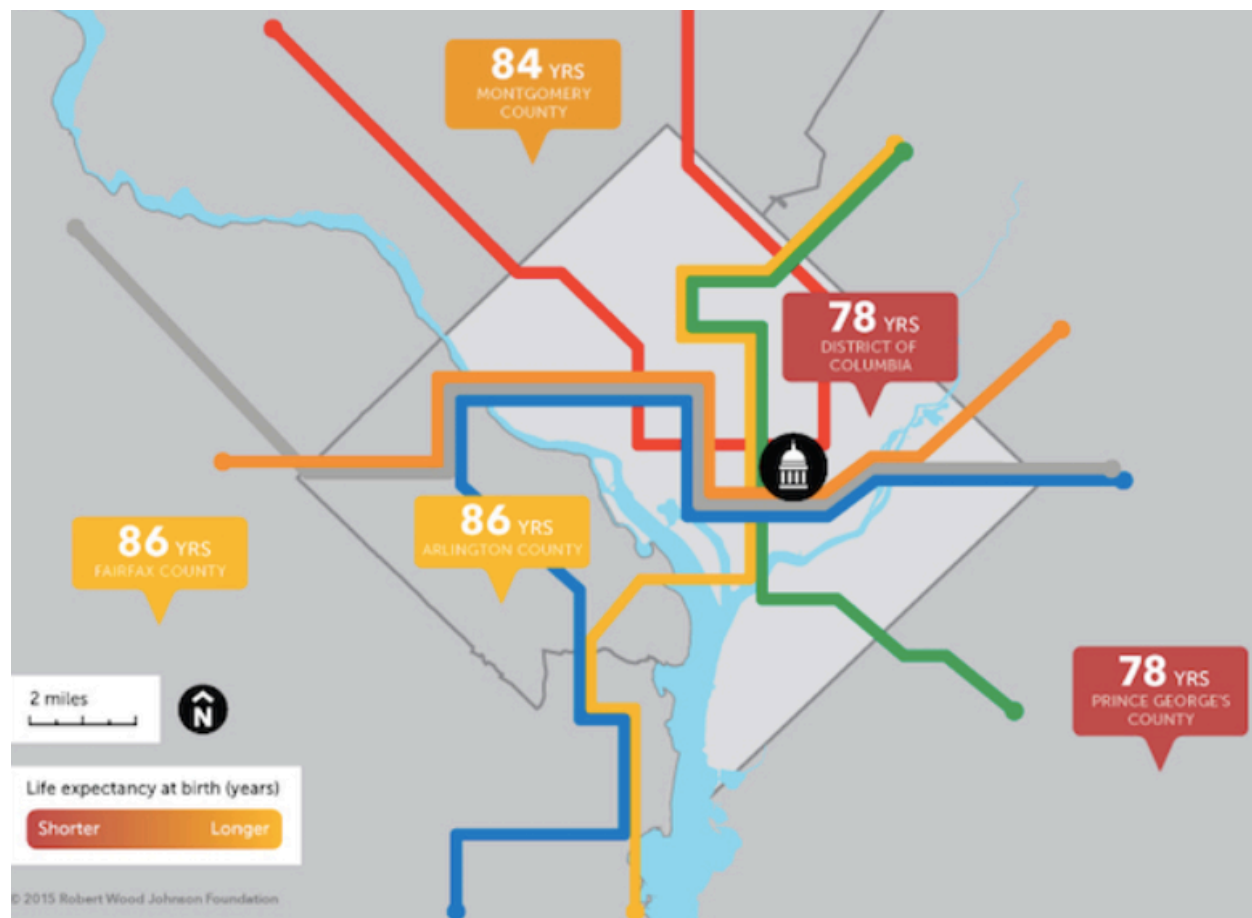 84 YRS
MONTGOMERY
COUNTY
78 YRS
DISTRICT OF
COLUMBIA
86 YRS
FAIRFAX COUNTY
86 YRS
ARLINGTON COUNTY
78 YRS
PRINCE GEORGE'S
COUNTY
2 miles
N
Life expectancy at birth (years)
Shorter Longer
© 2015 Robert Wood Johnson Foundation